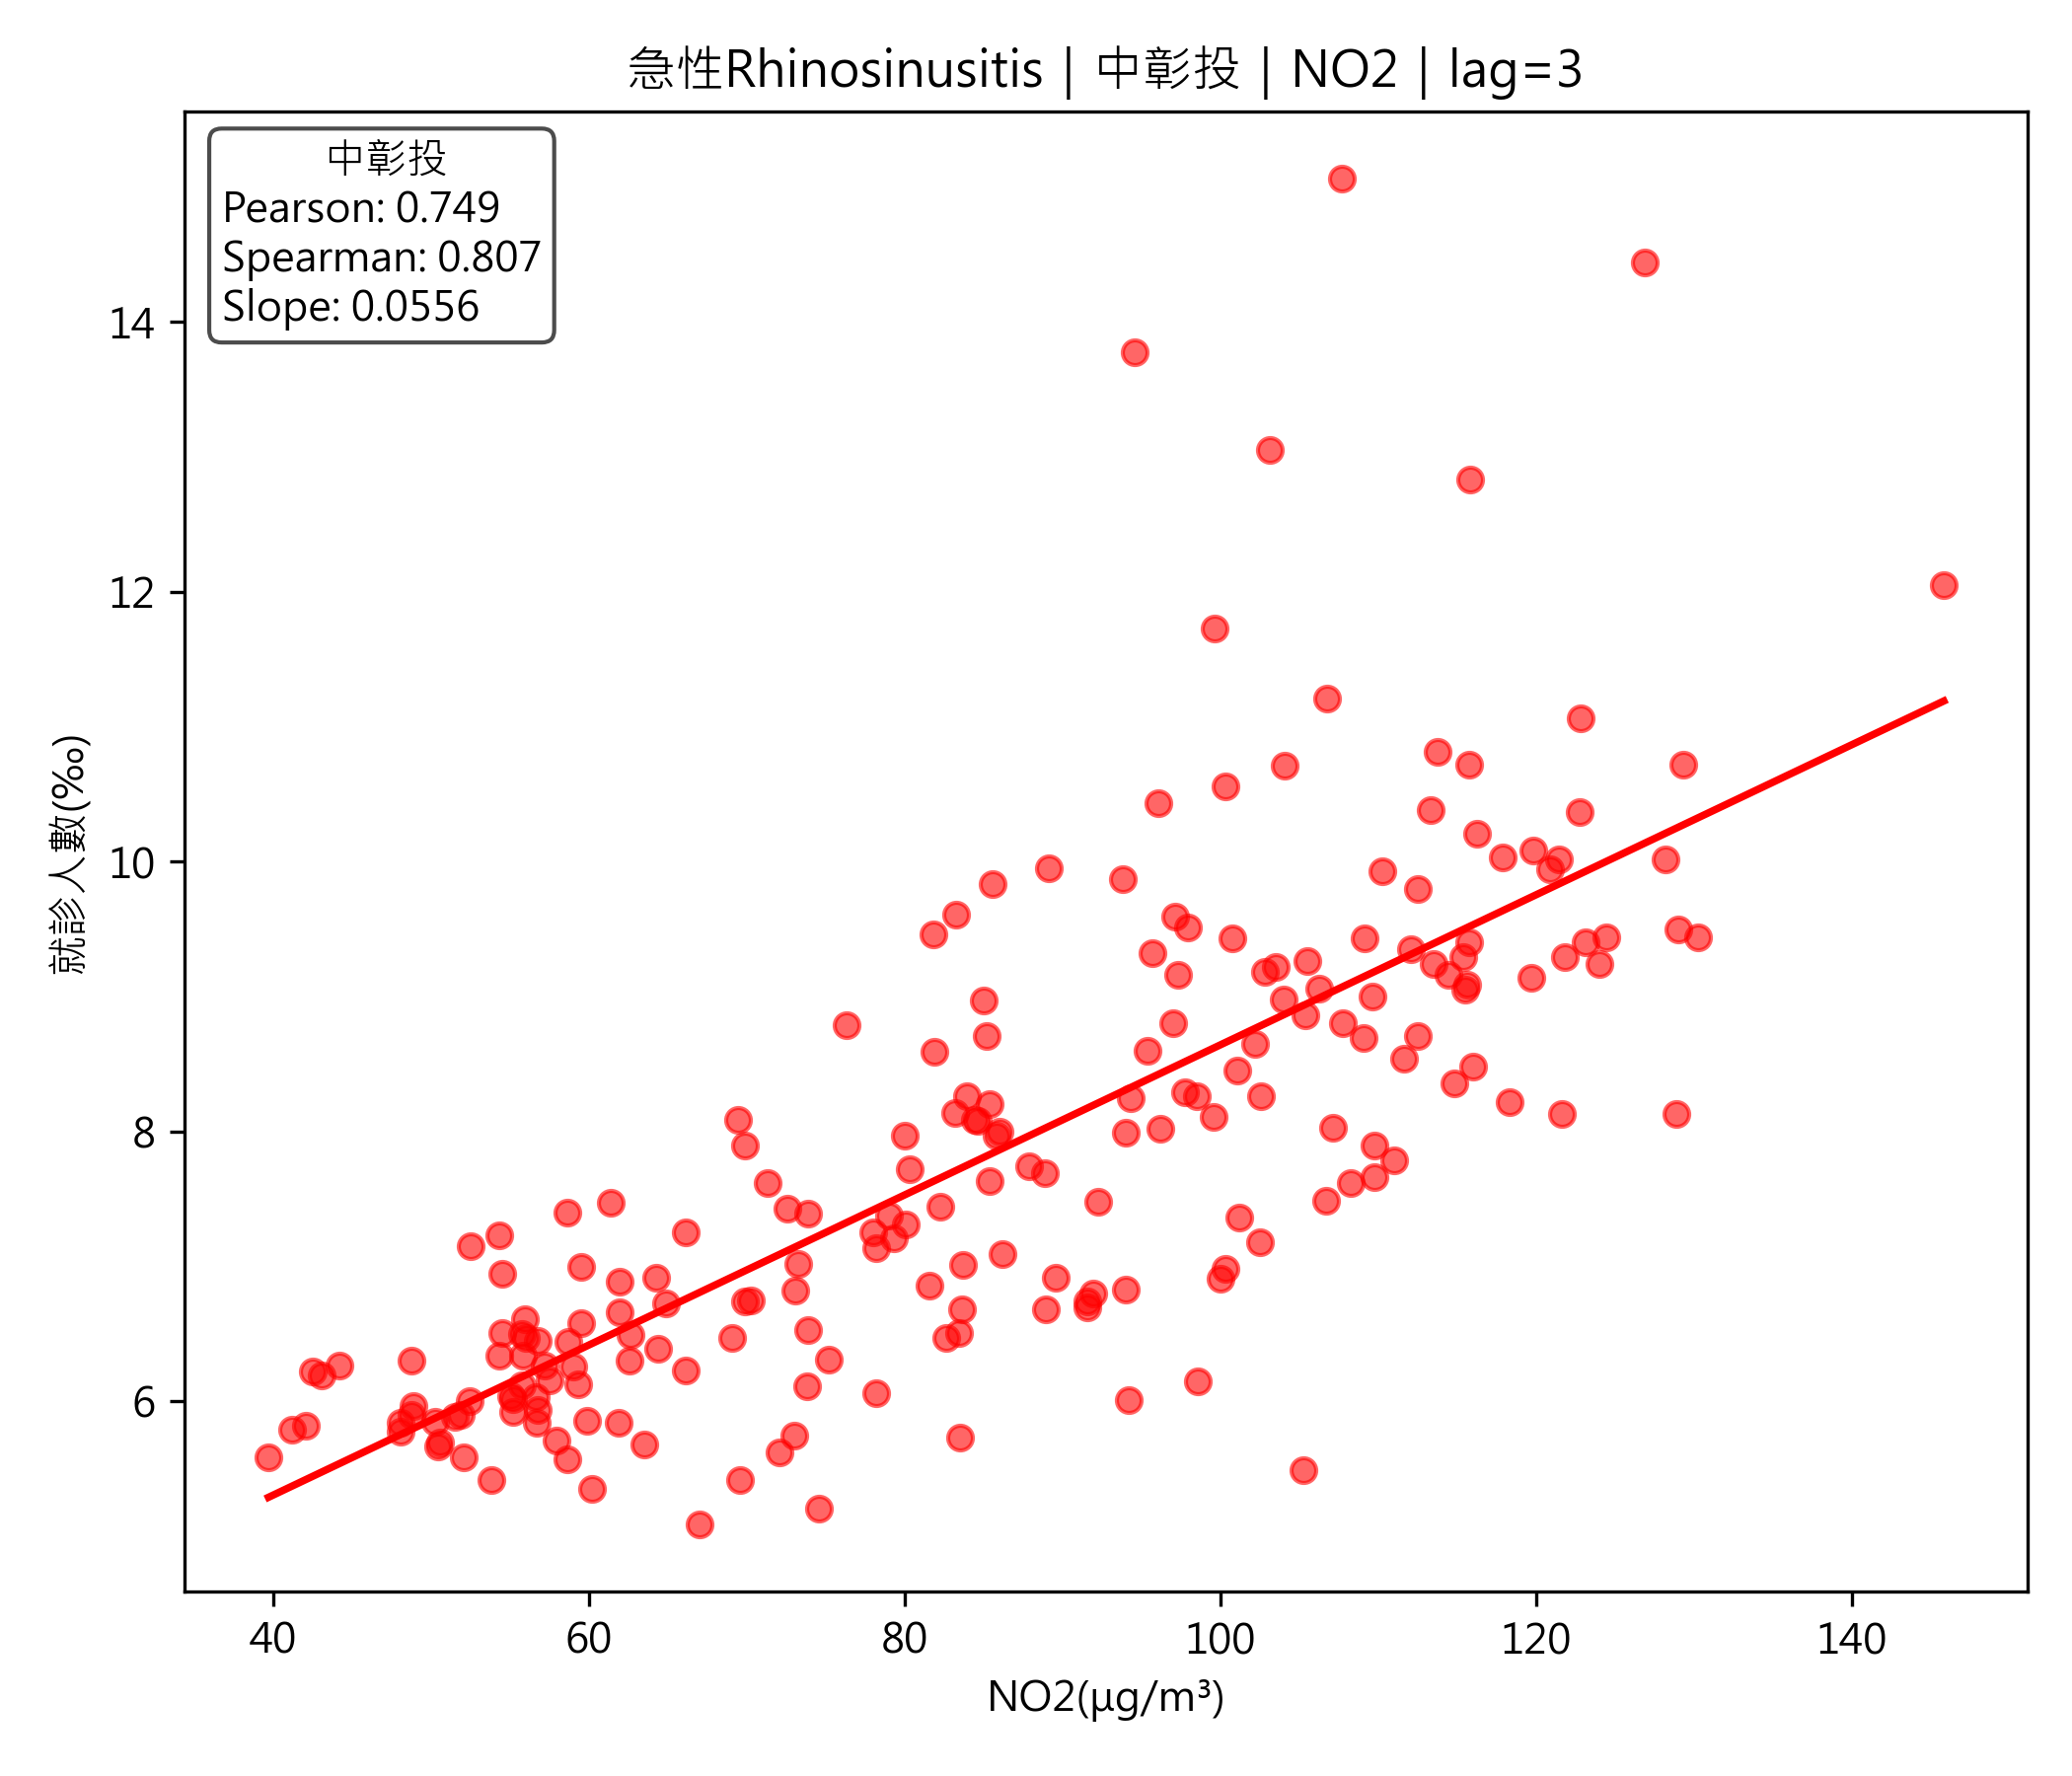 急性Rhinosinusitis | 中彰投 | NO2 | lag=3
中彰投
Pearson: 0.749
Spearman: 0.807
Slope: 0.0556
14
12
10
8
6
就診人數(‰)
40 60 80 100 120 140
NO2(μg/m³)